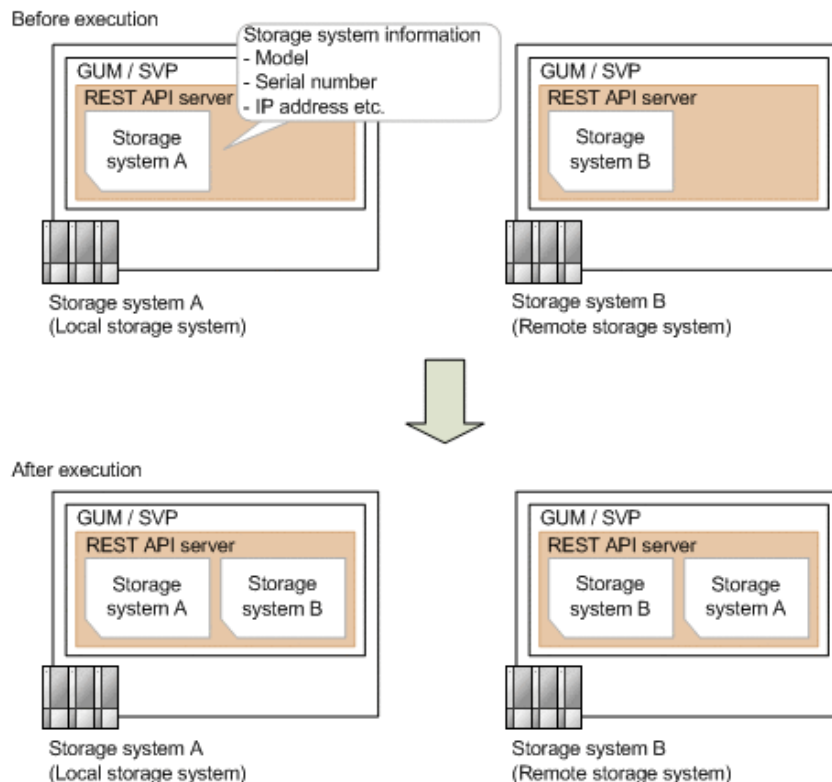 Before execution
Storage system information
- Model
- Serial number
- IP address etc.
GUM / SVP
REST API server
Storage
system A
Storage system A
(Local storage system)
GUM / SVP
REST API server
Storage
system B
Storage system B
(Remote storage system)
After execution
GUM / SVP
REST API server
Storage
system A
Storage
system B
Storage system A
(Local storage system)
GUM / SVP
REST API server
Storage
system B
Storage
system A
Storage system B
(Remote storage system)